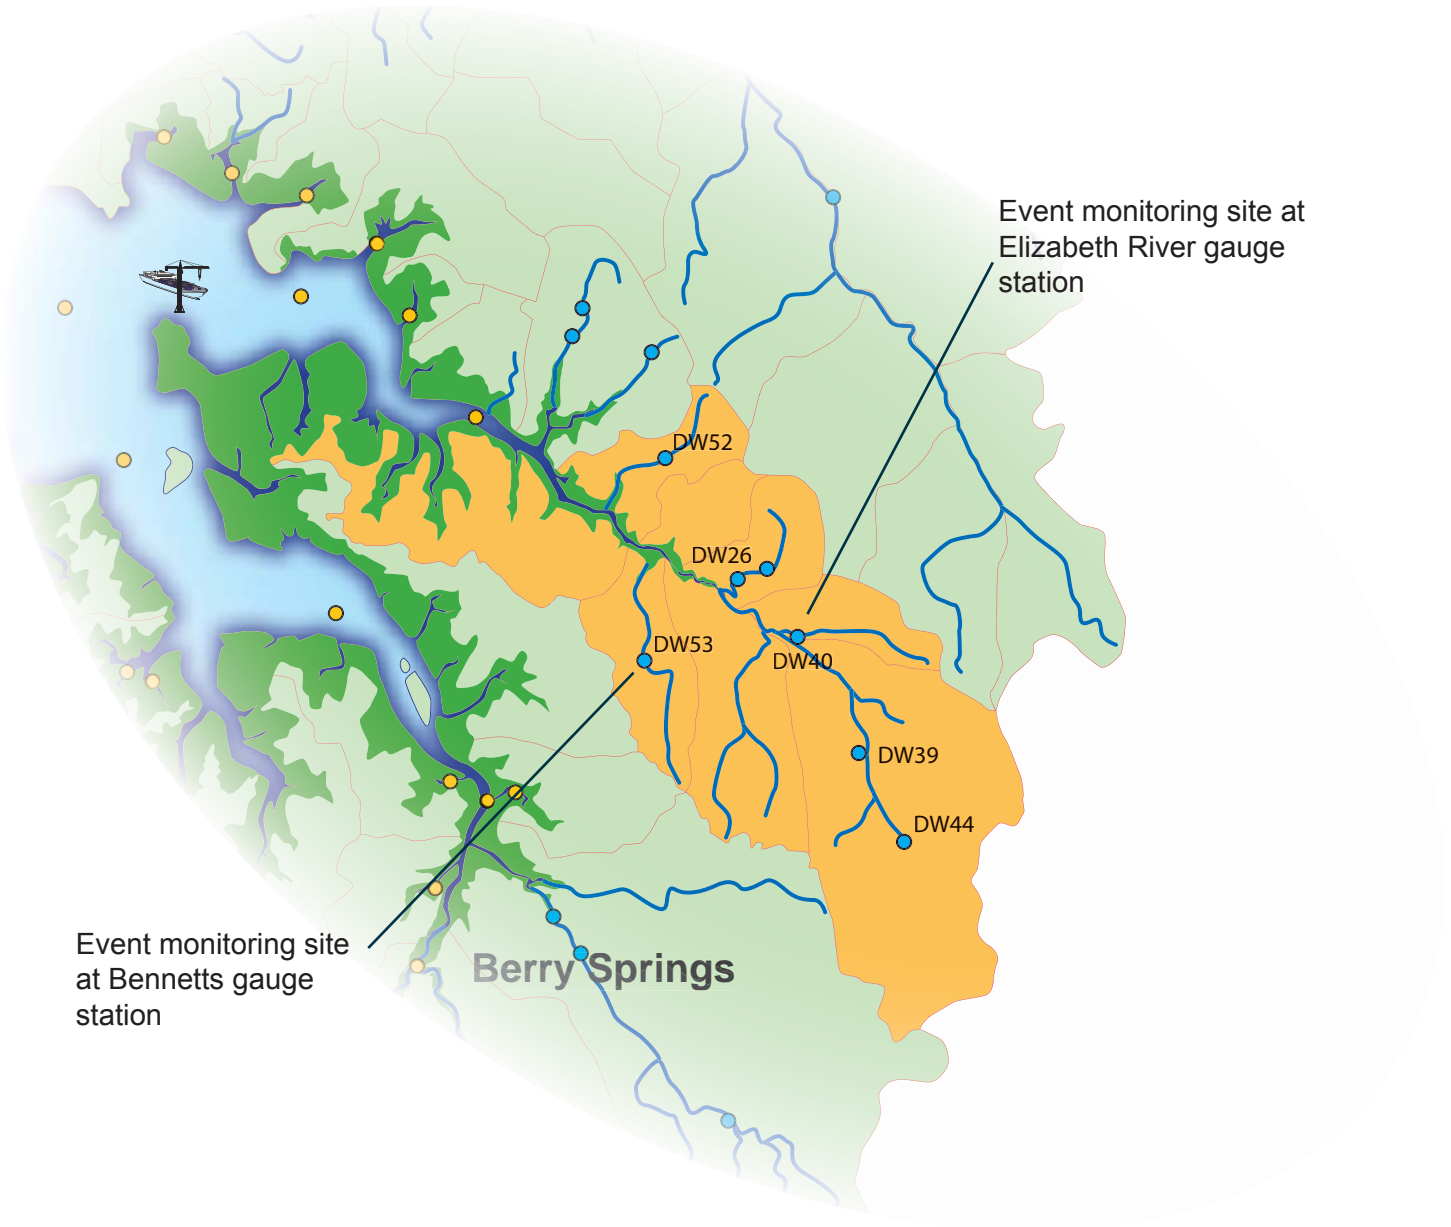 Event monitoring site at
Elizabeth River gauge
station
DW52
DW26
DW53
DW40
DW39
DW44
Event monitoring site
at Bennetts gauge
station
Berry Springs